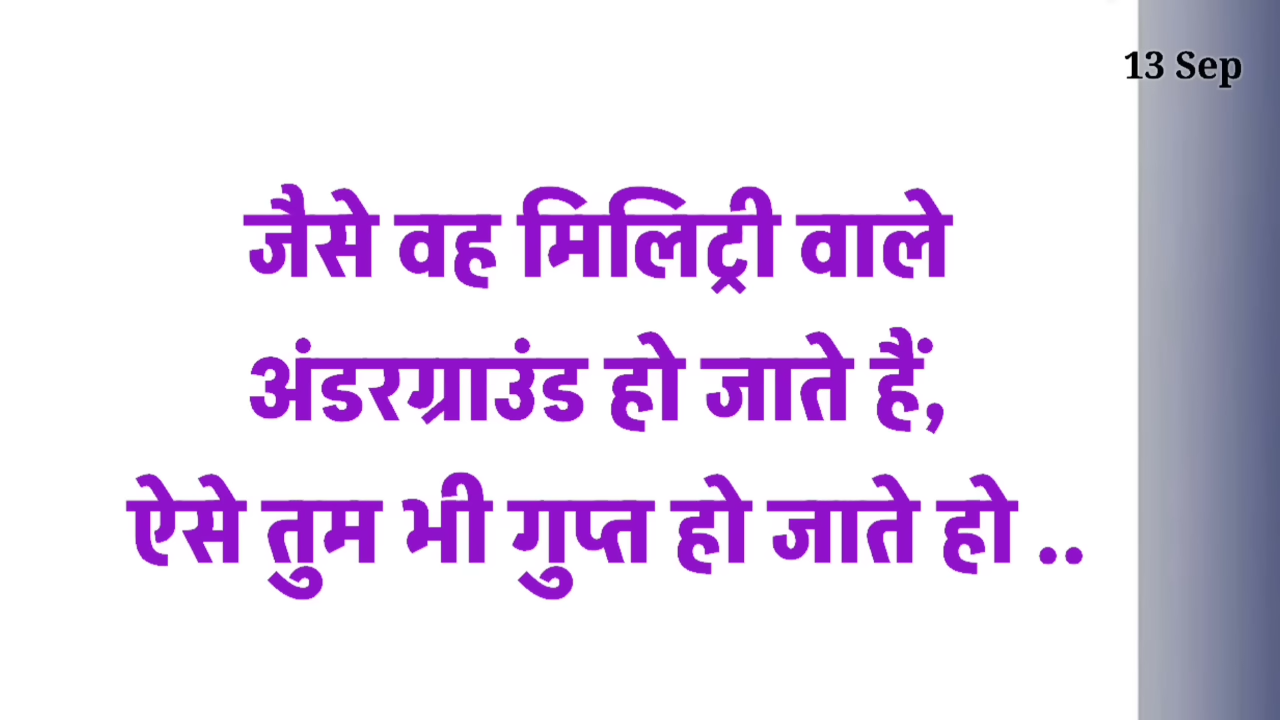 13 Sep
जैसे वह मिलिट्री वाले
अंडरग्राउंड हो जाते हैं,
ऐसे तुम भी गुप्त हो जाते हो ..